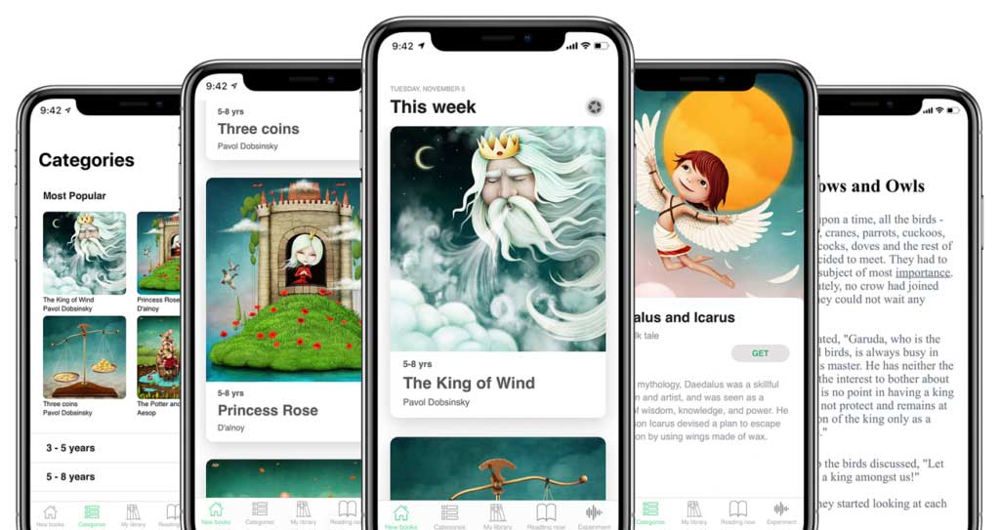 9:42
Categories
Most Popular
The King of Wind
Pavol Dobsinsky
Princess Rose
D'alnoy
Three coins
Pavol Dobsinsky
The Potter and
Aesop
3 - 5 years
5 - 8 years
New books
Categories
My library
Read
9:42
5-8 yrs
Three coins
Pavol Dobsinsky
5-8 yrs
Princess Rose
D'alnoy
New books
Categories
My library
Reading now
9:42
TUESDAY, NOVEMBER 5
This week
5-8 yrs
The King of Wind
Pavol Dobsinsky
New books
Categories
My library
Reading now
Experiment
alus and Icarus
lk tale
GET
mythology, Daedalus was a skillful
n and artist, and was seen as a
f wisdom, knowledge, and power. He
son Icarus devised a plan to escape
on by using wings made of wax.
Categories
My library
Reading now
Experiment
ows and Owls
upon a time, all the birds -
, cranes, parrots, cuckoos,
cocks, doves and the rest of
cided to meet. They had to
subject of most importance.
ately, no crow had joined
hey could not wait any
ated, "Garuda, who is the
l birds, is always busy in
s master. He has neither the
the interest to bother about
is no point in having a king
not protect and remains at
on of the king only as a
."
o the birds discussed, "Let
a king amongst us!"
hey started looking at each